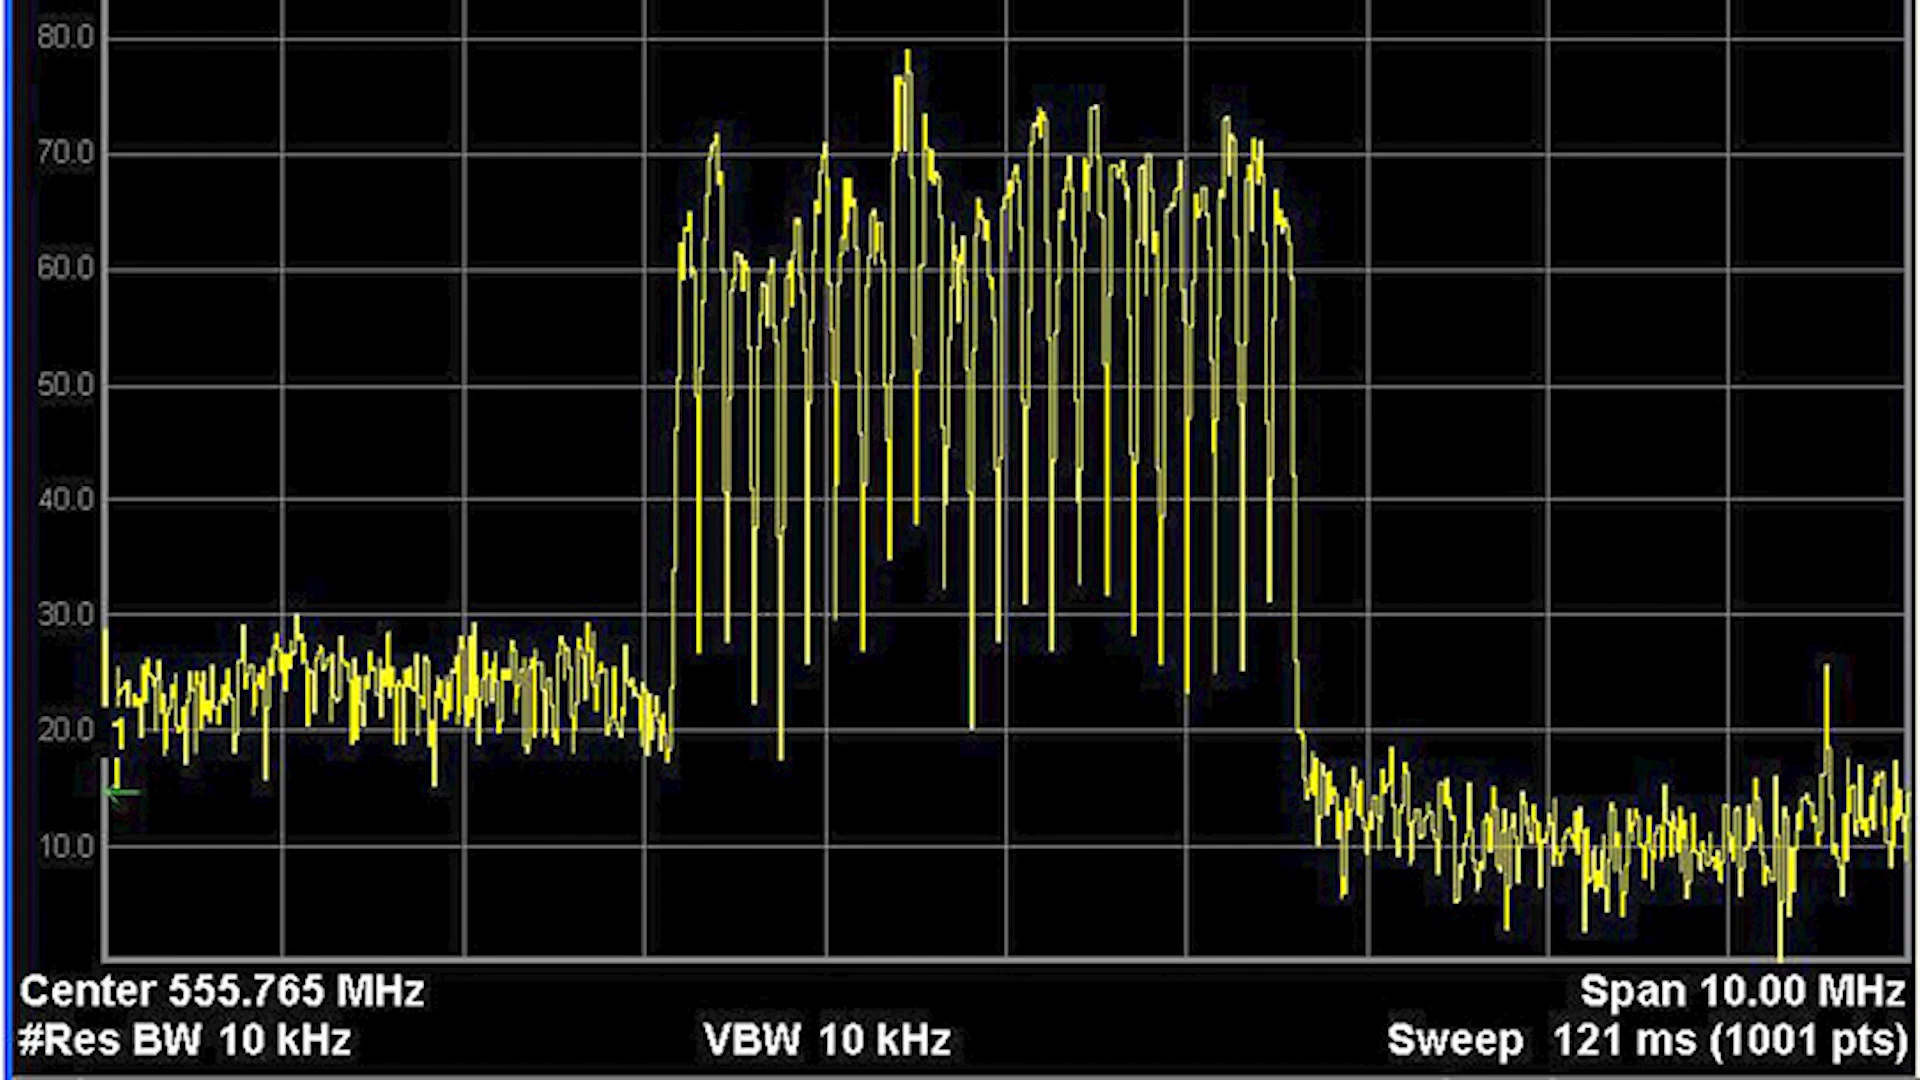 80.0
70.0
60.0
50.0
40.0
30.0
20.0
1
10.0
Center 555.765 MHz
Span 10.00 MHz
#Res BW 10 kHz
VBW 10 kHz
Sweep 121 ms (1001 pts)